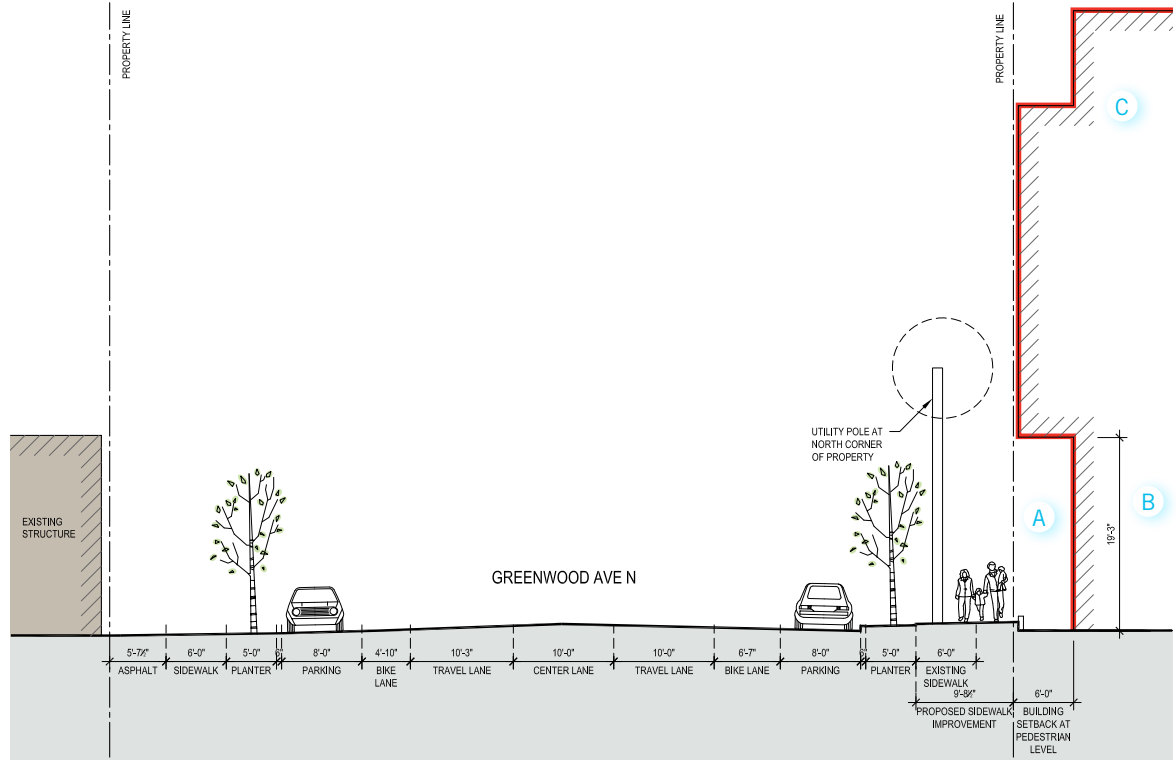 PROPERTY LINE
PROPERTY LINE
C
UTILITY POLE AT
NORTH CORNER
OF PROPERTY
EXISTING
STRUCTURE
A
B
19'-3"
GREENWOOD AVE N
5'-7½" 6'-0" 5'-0" 6" 8'-0" 4'-10" 10'-3" 10'-0" 10'-0" 6'-7" 8'-0" 6" 5'-0" 6'-0"
ASPHALT SIDEWALK PLANTER PARKING BIKE LANE TRAVEL LANE CENTER LANE TRAVEL LANE BIKE LANE PARKING PLANTER EXISTING SIDEWALK
9'-8½" 6'-0"
PROPOSED SIDEWALK
IMPROVEMENT
BUILDING
SETBACK AT
PEDESTRIAN
LEVEL